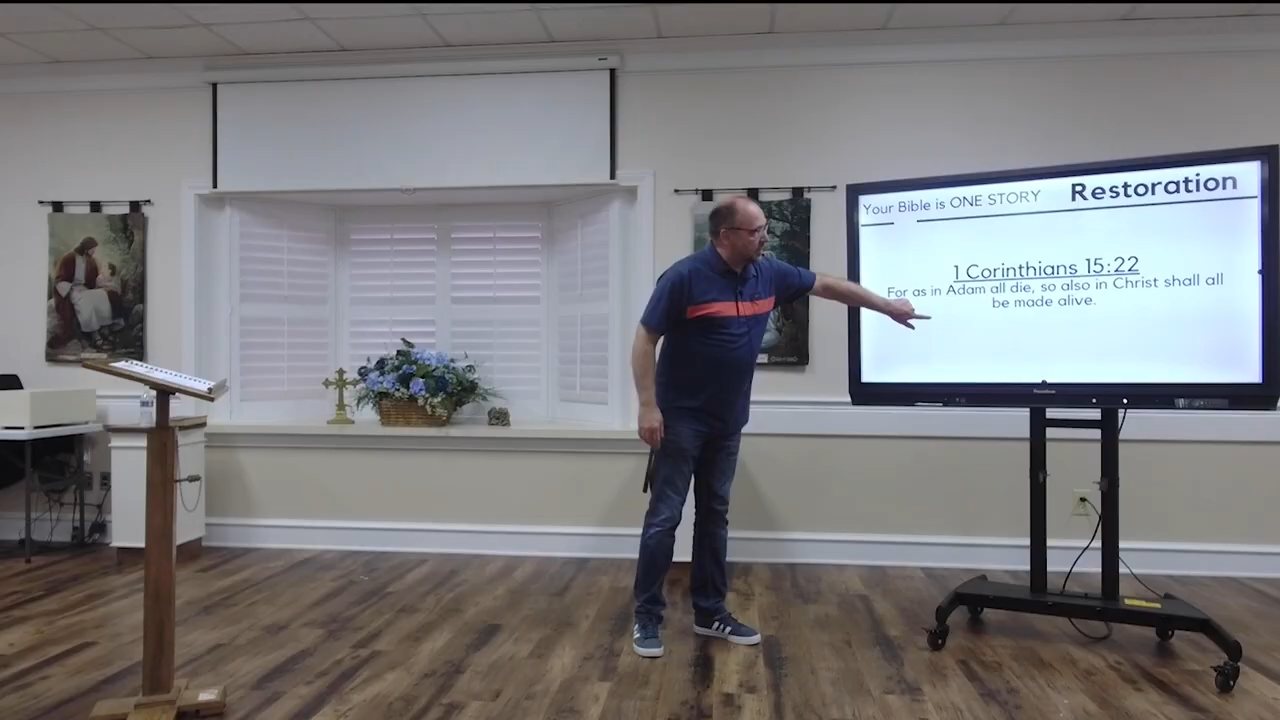 Your Bible is ONE STORY
Restoration
1 Corinthians 15:22
For as in Adam all die, so also in Christ shall all
be made alive.